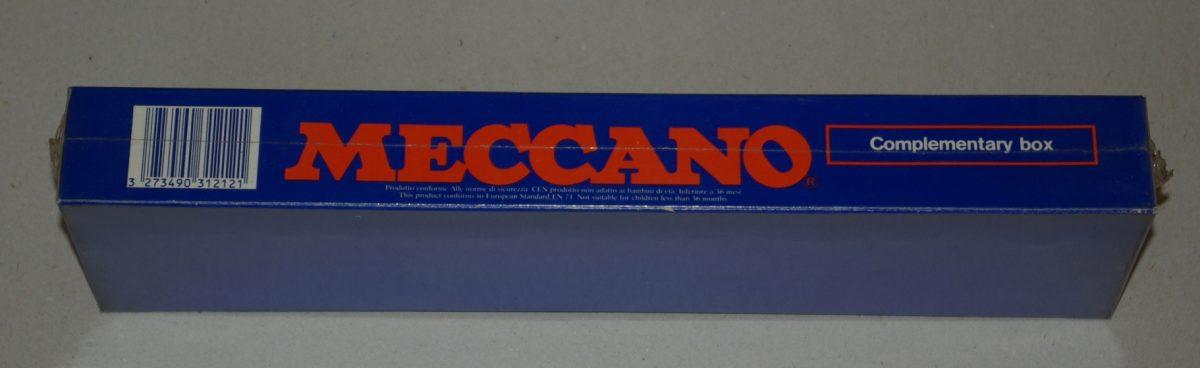 3 273490 312121
MECCANO®
Complementary box
Prodotto conforme Alle norme di sicurezza CEN prodotto non adatto ai bambini di età Inferiore a 36 mesi
This product conforms to European Standard EN 71 Not suitable for children less than 36 months.